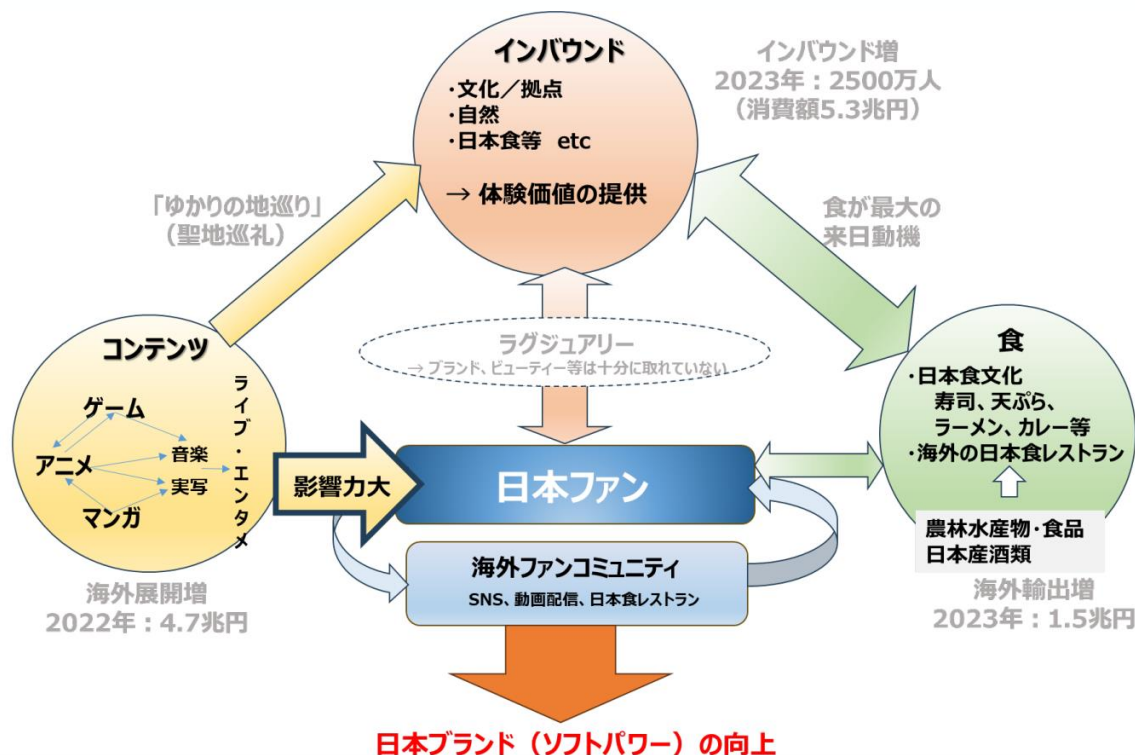 インバウンド
・文化／拠点
・自然
・日本食等 etc
→ 体験価値の提供
インバウンド増
2023年：2500万人
（消費額5.3兆円）
「ゆかりの地巡り」
（聖地巡礼）
食が最大の
来日動機
ラグジュアリー
→ ブランド、ビューティー等は十分に取れていない
コンテンツ
ゲーム
アニメ
マンガ
音楽
実写
ライブ・エンタメ
海外展開増
2022年：4.7兆円
影響力大
日本ファン
海外ファンコミュニティ
SNS、動画配信、日本食レストラン
食
・日本食文化
寿司、天ぷら、
ラーメン、カレー等
・海外の日本食レストラン
農林水産物・食品
日本産酒類
海外輸出増
2023年：1.5兆円
日本ブランド（ソフトパワー）の向上